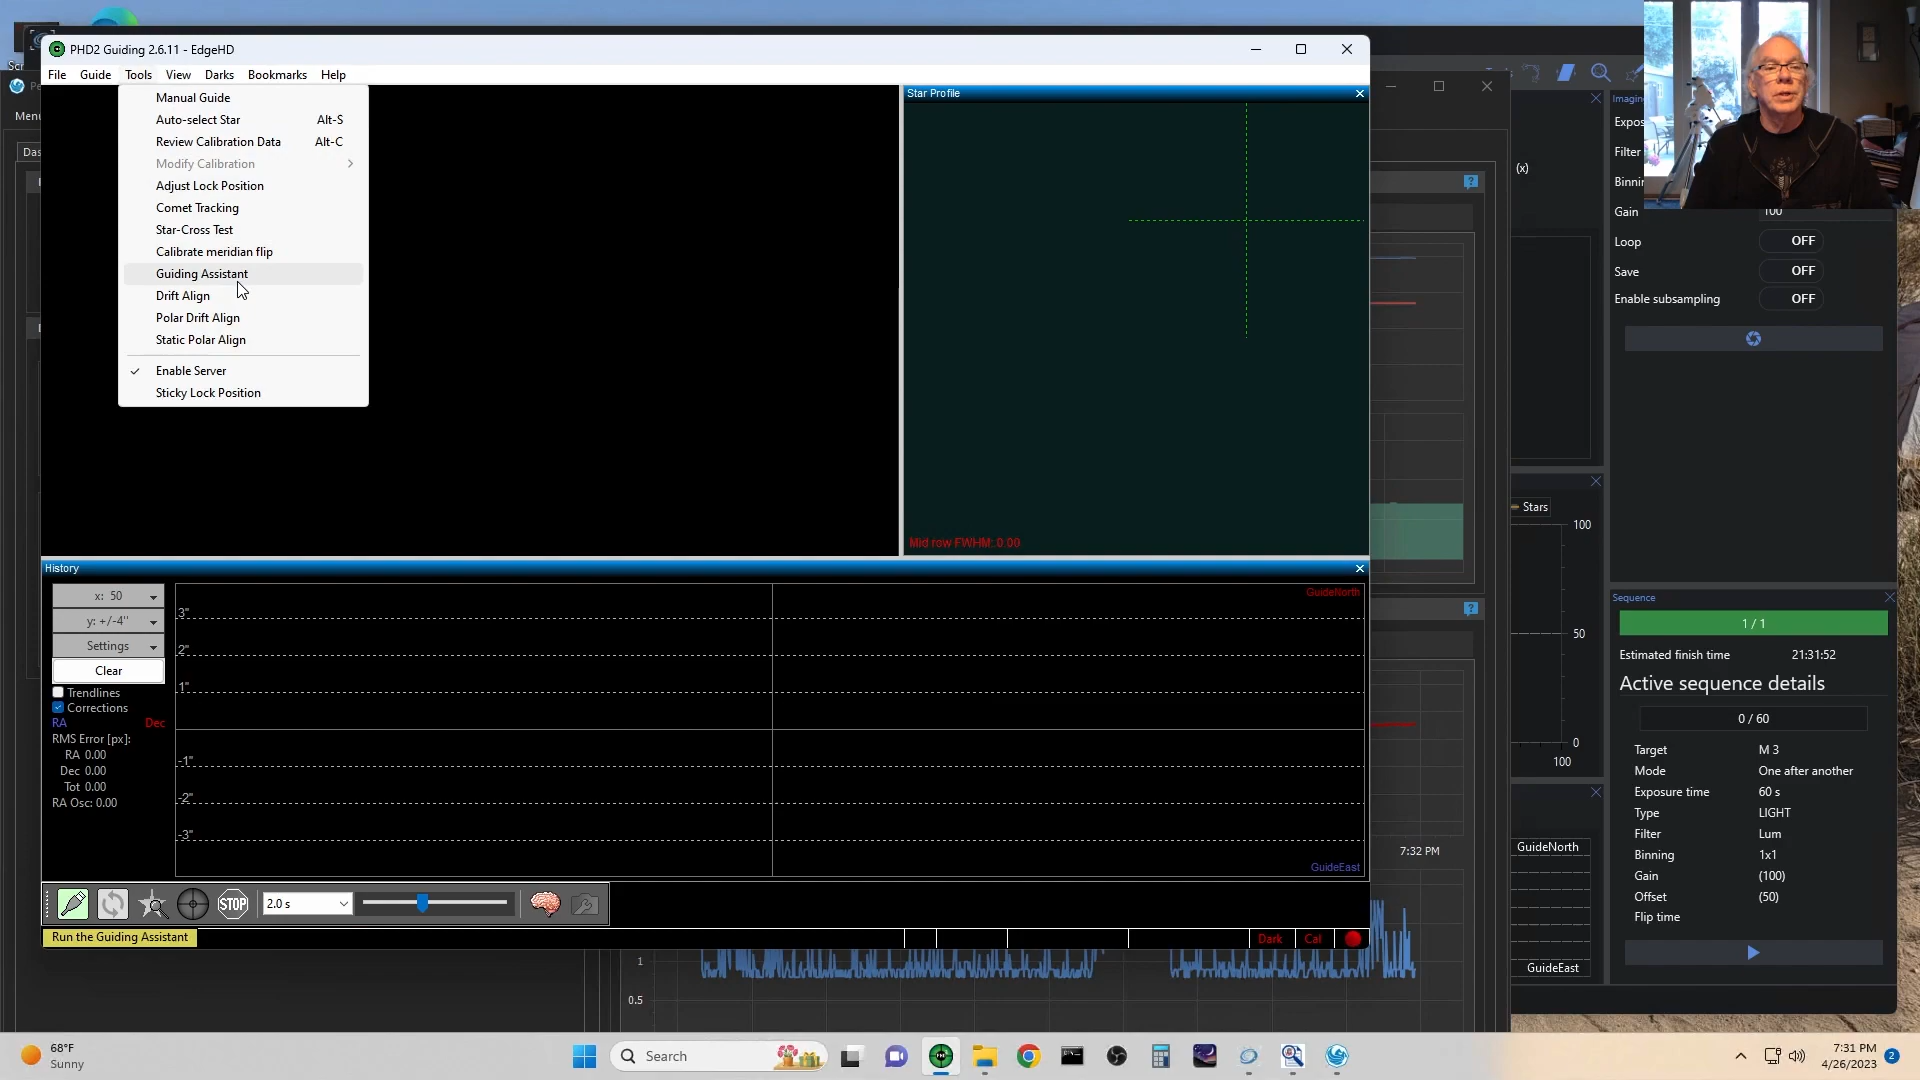 PHD2 Guiding 2.6.11 - EdgeHD
File Guide Tools View Darks Bookmarks Help
Manual Guide
Auto-select Star Alt-S
Review Calibration Data Alt-C
Modify Calibration
Adjust Lock Position
Comet Tracking
Star-Cross Test
Calibrate meridian flip
Guiding Assistant
Drift Align
Polar Drift Align
Static Polar Align
Enable Server
Sticky Lock Position
Star Profile
Mid row FWHM: 0.00
History
x: 50
y: +/-4"
Settings
Clear
Trendlines
Corrections
RA Dec
RMS Error [px]:
RA 0.00
Dec 0.00
Tot 0.00
RA Osc: 0.00
3"
2"
1"
-1"
-2"
-3"
GuideNorth
GuideEast
STOP
2.0 s
Run the Guiding Assistant
Dark Cal
Menu
Das
(x)
Gain 100
Loop OFF
Save OFF
Enable subsampling OFF
Stars
100
50
0
100
7:32 PM
GuideNorth
GuideEast
1
0.5
Sequence
1 / 1
Estimated finish time 21:31:52
Active sequence details
0 / 60
Target M 3
Mode One after another
Exposure time 60 s
Type LIGHT
Filter Lum
Binning 1x1
Gain (100)
Offset (50)
Flip time
68°F
Sunny
Search
7:31 PM
4/26/2023
2